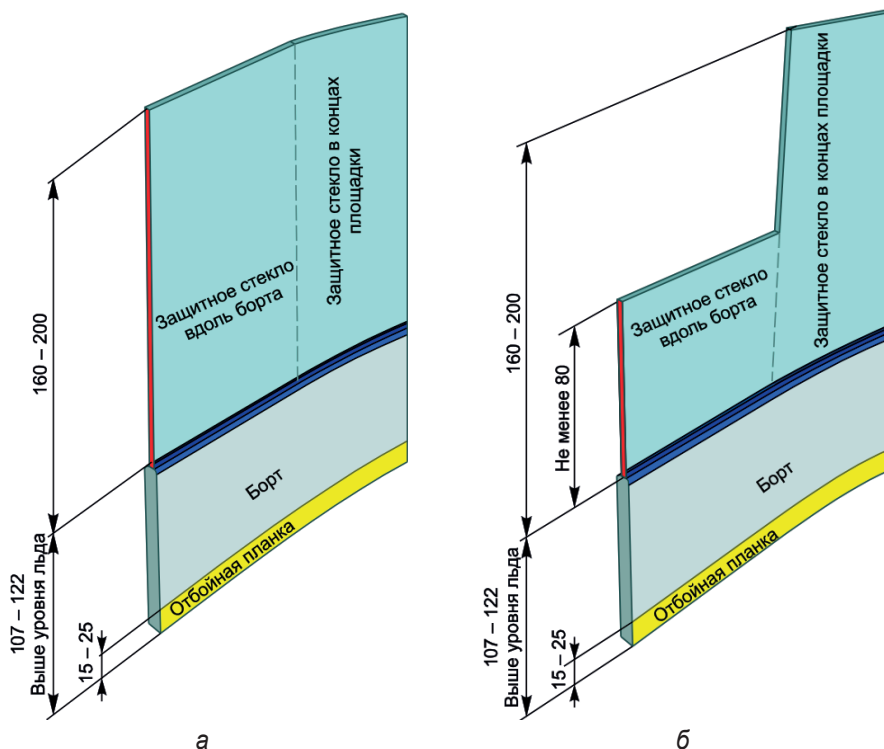 Защитное стекло
вдоль борта
Защитное стекло в концах
площадки
160 – 200
Борт
Отбойная планка
107 – 122
Выше уровня льда
15 – 25
а
Защитное стекло в концах площадки
Защитное стекло
вдоль борта
160 – 200
Не менее 80
Борт
Отбойная планка
107 – 122
Выше уровня льда
15 – 25
б